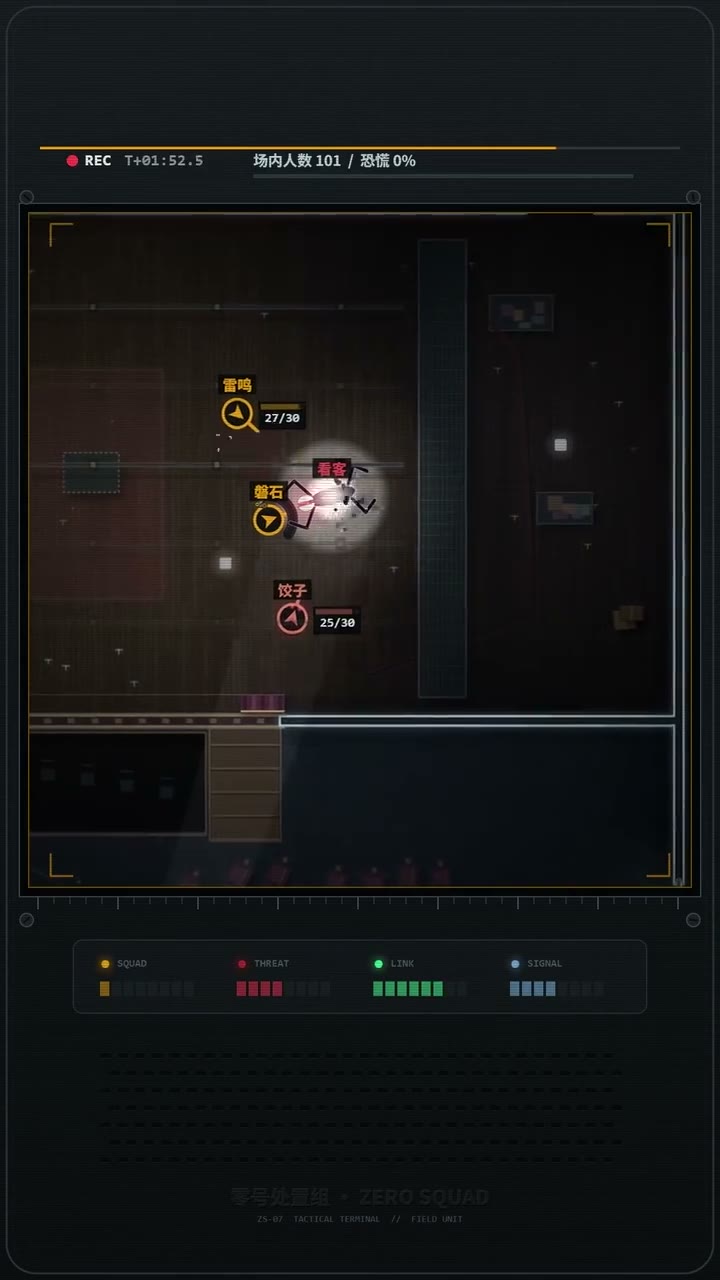 REC T+01:52.5 场内人数 101 / 恐慌 0%
雷鸣
27/30
看客
磐石
饺子
25/30
SQUAD THREAT LINK SIGNAL
零号处置组 · ZERO SQUAD
ZS-07 TACTICAL TERMINAL // FIELD UNIT